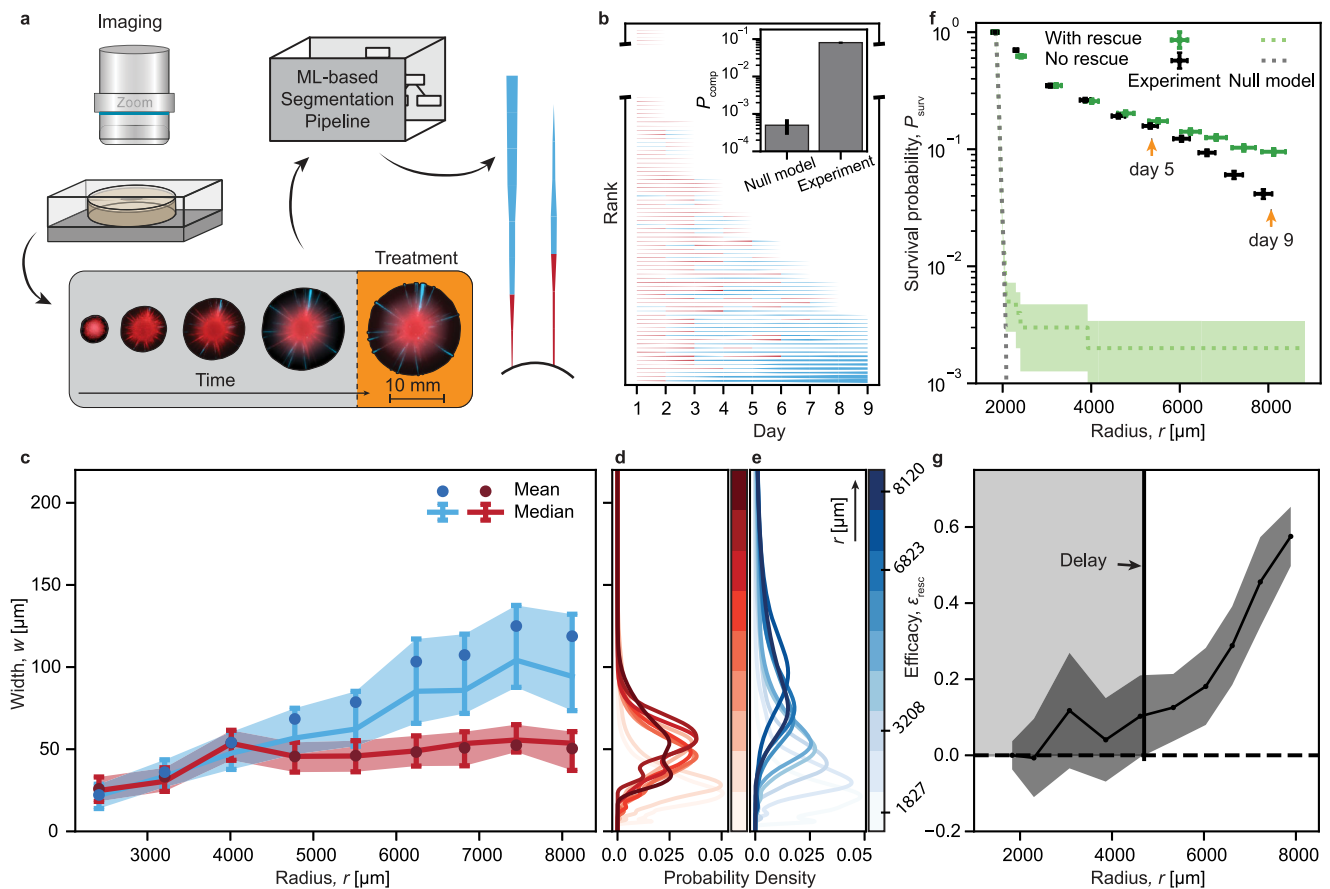 a
Imaging
Zoom
ML-based
Segmentation
Pipeline
Treatment
Time
10 mm
b
Rank
10⁻¹
10⁻²
10⁻³
10⁻⁴
P_comp
Null model
Experiment
1 2 3 4 5 6 7 8 9
Day
f
Survival probability, P_surv
10⁰
10⁻¹
10⁻²
10⁻³
With rescue
No rescue
Experiment Null model
day 5
day 9
2000 4000 6000 8000
Radius, r [µm]
c
Width, w [µm]
200
150
100
50
0
Mean
Median
3000 4000 5000 6000 7000 8000
Radius, r [µm]
d
0.0 0.025 0.05
e
r [µm]
8120
6823
3208
1827
0.0 0.025 0.05
Probability Density
g
Efficacy, ε_resc
0.6
0.4
0.2
0.0
−0.2
Delay
2000 4000 6000 8000
Radius, r [µm]